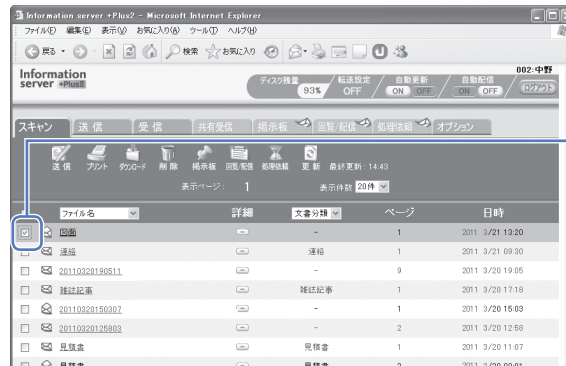 Information server +Plus2 - Microsoft Internet Explorer
ファイル(F) 編集(E) 表示(V) お気に入り(A) ツール(T) ヘルプ(H)
戻る 検索 お気に入り
Information
server +PlusⅡ
002:中野
ディスク残量 転送設定 自動更新 自動配信
93% OFF ON OFF ON OFF ログアウト
スキャン 送信 受信 共有受信 掲示板 回覧/配信 処理依頼 オプション
送信 プリント ダウンロード 削除 掲示板 回覧/配信 処理依頼 更新 最終更新:14:43
表示ページ: 1 表示件数 20件
ファイル名 詳細 文書分類 ページ 日時
図面 - 1 2011 3/21 13:20
連絡 連絡 1 2011 3/21 09:30
20110320190511 - 9 2011 3/20 19:05
雑誌記事 雑誌記事 1 2011 3/20 17:18
20110320150307 - 1 2011 3/20 15:03
20110320125803 - 2 2011 3/20 12:58
見積書 見積書 1 2011 3/20 11:07